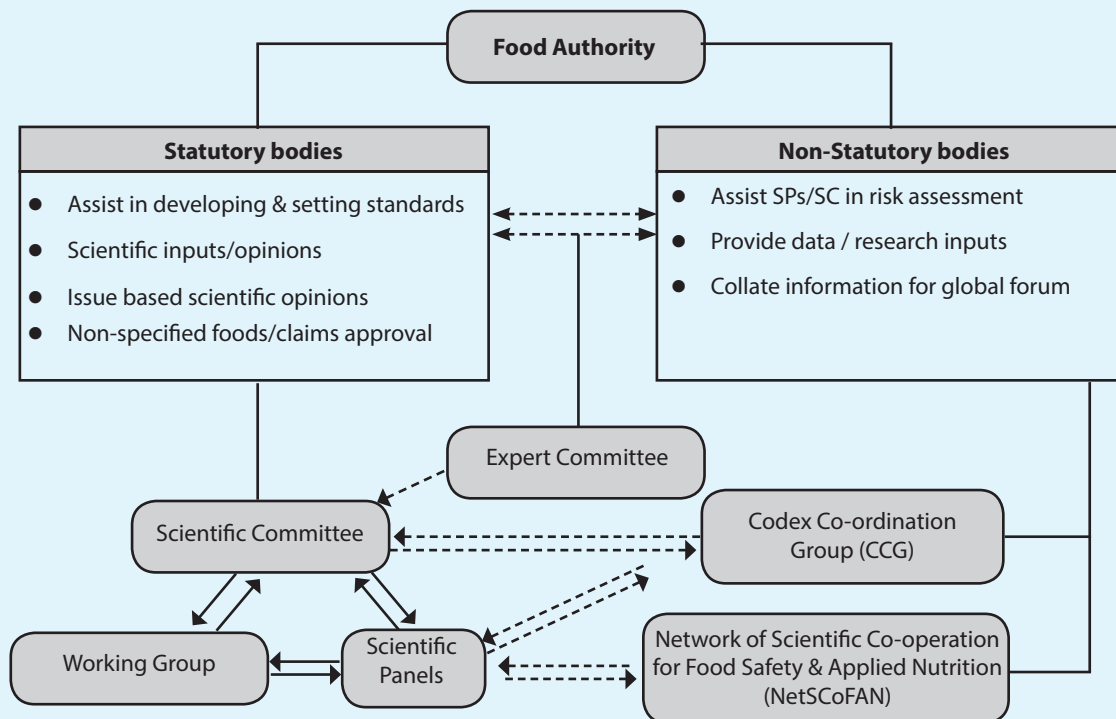 Food Authority
Statutory bodies
● Assist in developing & setting standards
● Scientific inputs/opinions
● Issue based scientific opinions
● Non-specified foods/claims approval
Non-Statutory bodies
● Assist SPs/SC in risk assessment
● Provide data / research inputs
● Collate information for global forum
Expert Committee
Scientific Committee
Codex Co-ordination
Group (CCG)
Working Group
Scientific
Panels
Network of Scientific Co-operation
for Food Safety & Applied Nutrition
(NetSCoFAN)